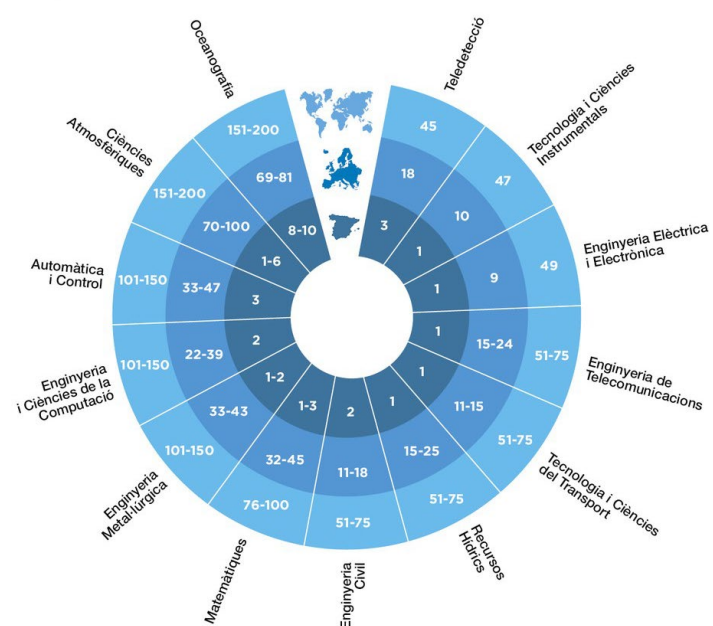 Teledetecció
45
18
3
Tecnologia i Ciències
Instrumentals
47
10
1
Enginyeria Elèctrica
i Electrònica
49
9
1
Enginyeria de
Telecomunicacions
51-75
15-24
1
Tecnologia i Ciències
del Transport
51-75
11-15
1
Recursos
Hídrics
51-75
15-25
1
Enginyeria
Civil
51-75
11-18
2
Matemàtiques
76-100
32-45
1-3
Enginyeria
Metal·lúrgica
101-150
33-43
1-2
Enginyeria
i Ciències de la
Computació
101-150
22-39
2
Automàtica
i Control
101-150
33-47
3
Ciències
Atmosfèriques
151-200
70-100
1-6
Oceanografia
151-200
69-81
8-10